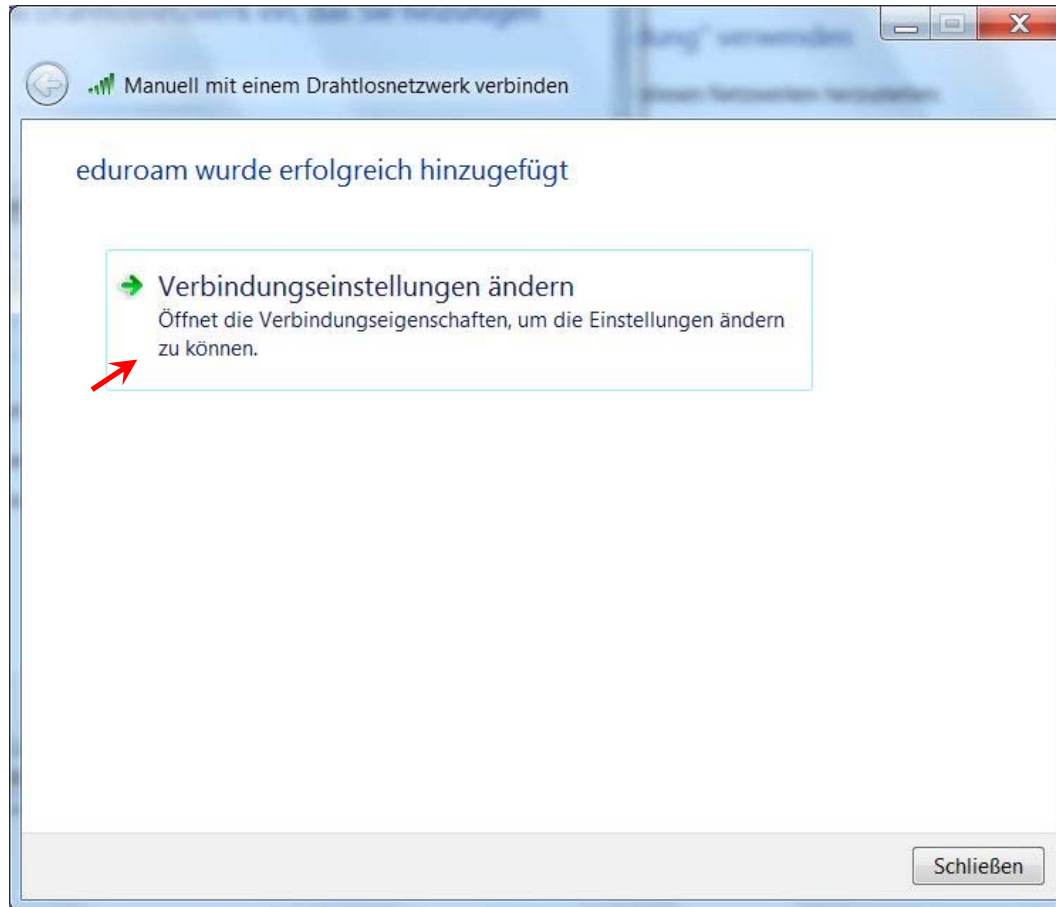 Manuell mit einem Drahtlosnetzwerk verbinden
eduroam wurde erfolgreich hinzugefügt
Verbindungseinstellungen ändern
Öffnet die Verbindungseigenschaften, um die Einstellungen ändern
zu können.
Schließen